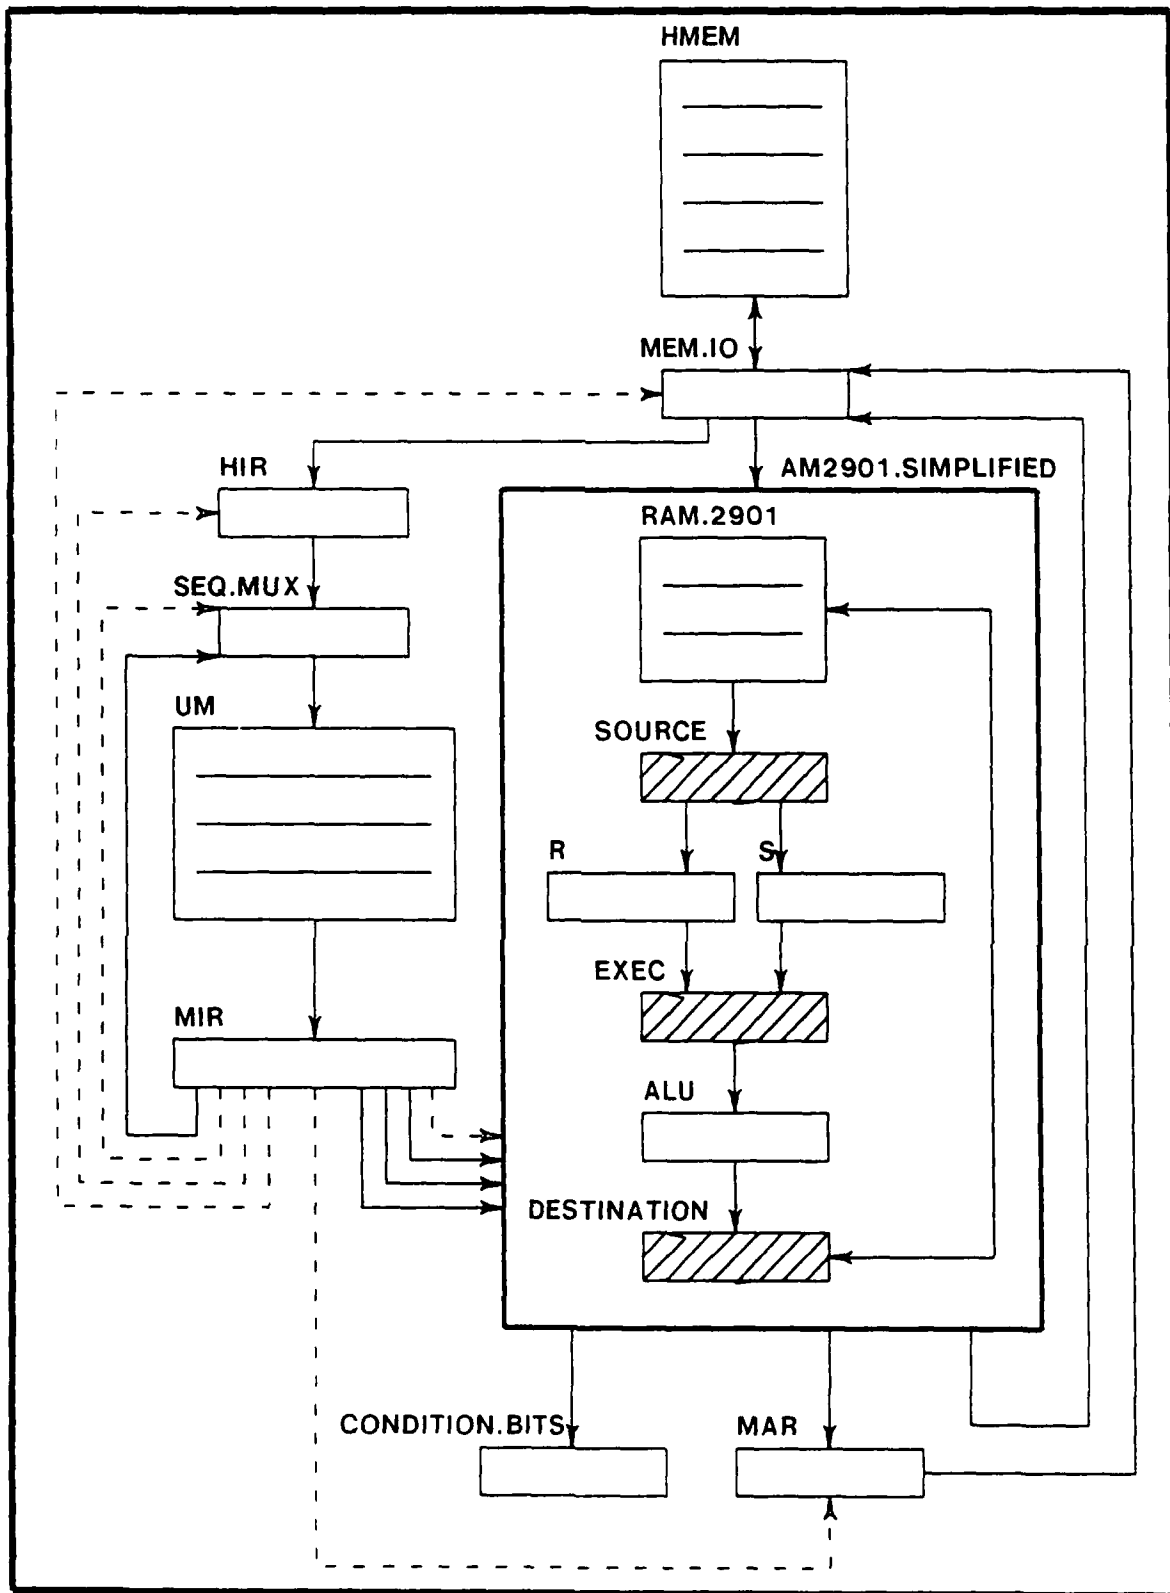 HMEM
MEM.IO
HIR
AM2901.SIMPLIFIED
RAM.2901
SEQ.MUX
UM
SOURCE
R
S
EXEC
MIR
ALU
DESTINATION
CONDITION.BITS
MAR